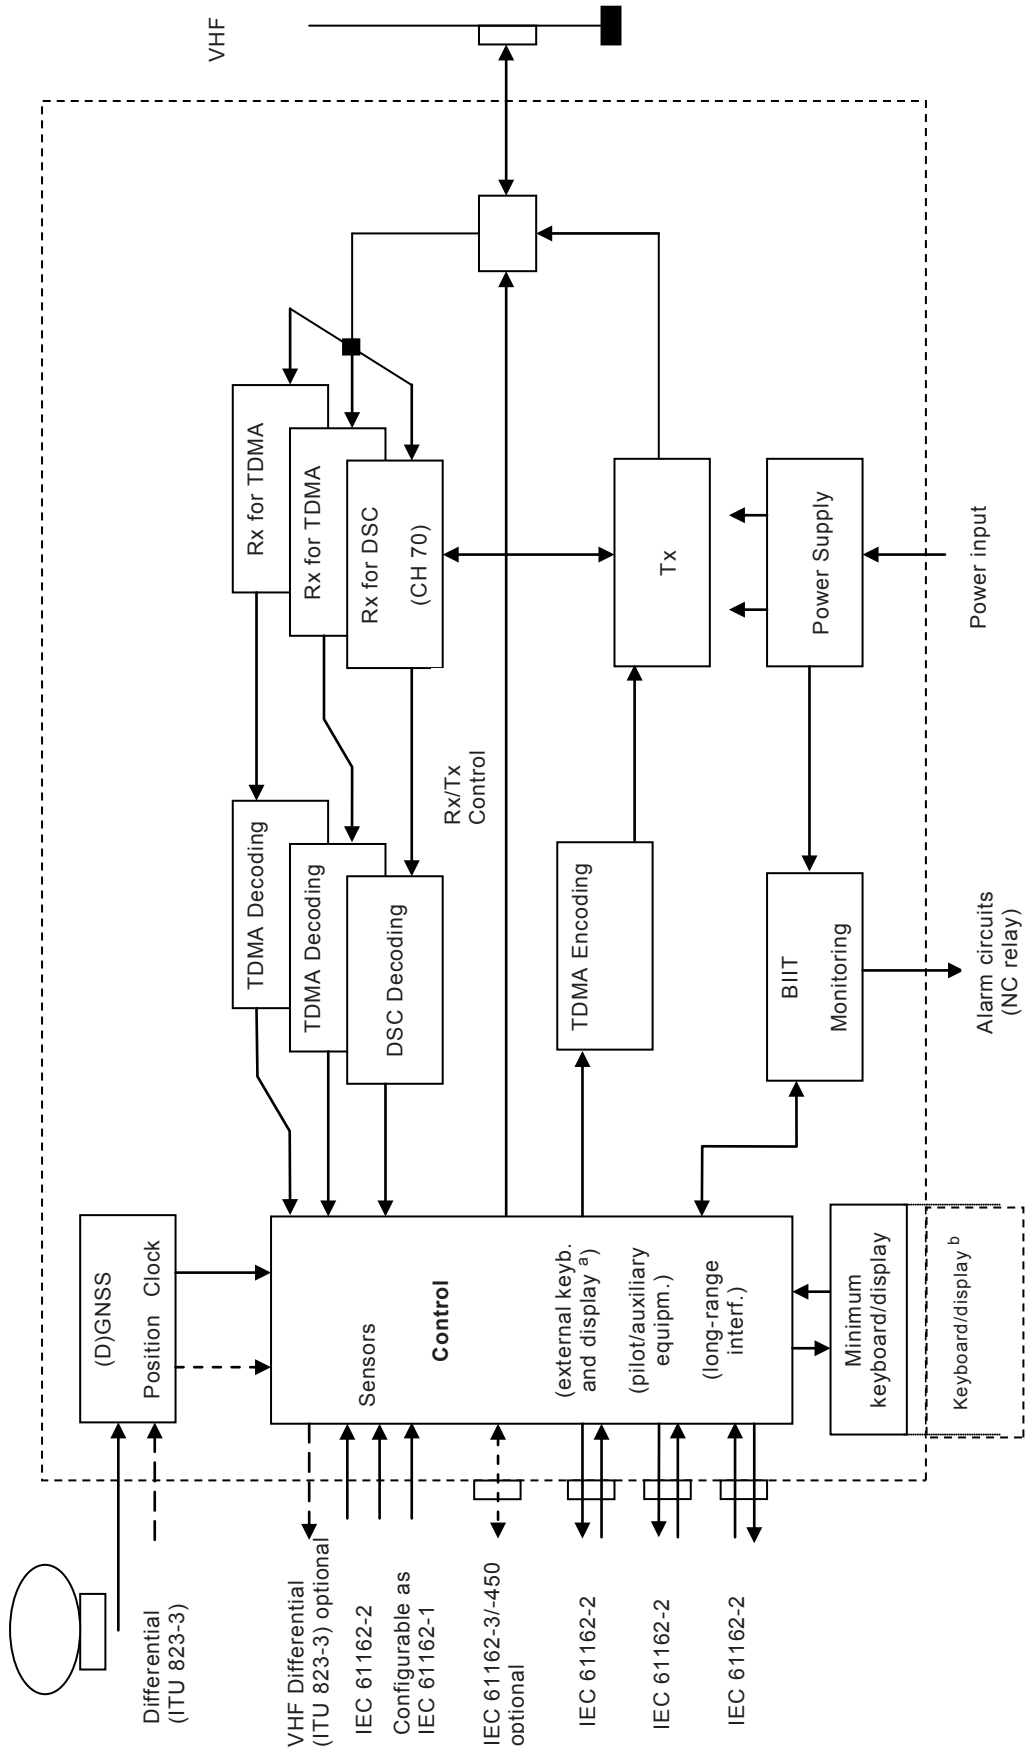 VHF
Rx for TDMA
Rx for TDMA
Rx for DSC
(CH 70)
Tx
Power Supply
Power input
TDMA Decoding
TDMA Decoding
DSC Decoding
Rx/Tx
Control
TDMA Encoding
BIIT
Monitoring
Alarm circuits
(NC relay)
(D)GNSS
Position Clock
Sensors
Control
(external keyb.
and display a)
(pilot/auxiliary
equipm.)
(long-range
interf.)
Minimum
keyboard/display
Keyboard/display b
Differential
(ITU 823-3)
VHF Differential
(ITU 823-3) optional
IEC 61162-2
Configurable as
IEC 61162-1
IEC 61162-3/-450
optional
IEC 61162-2
IEC 61162-2
IEC 61162-2